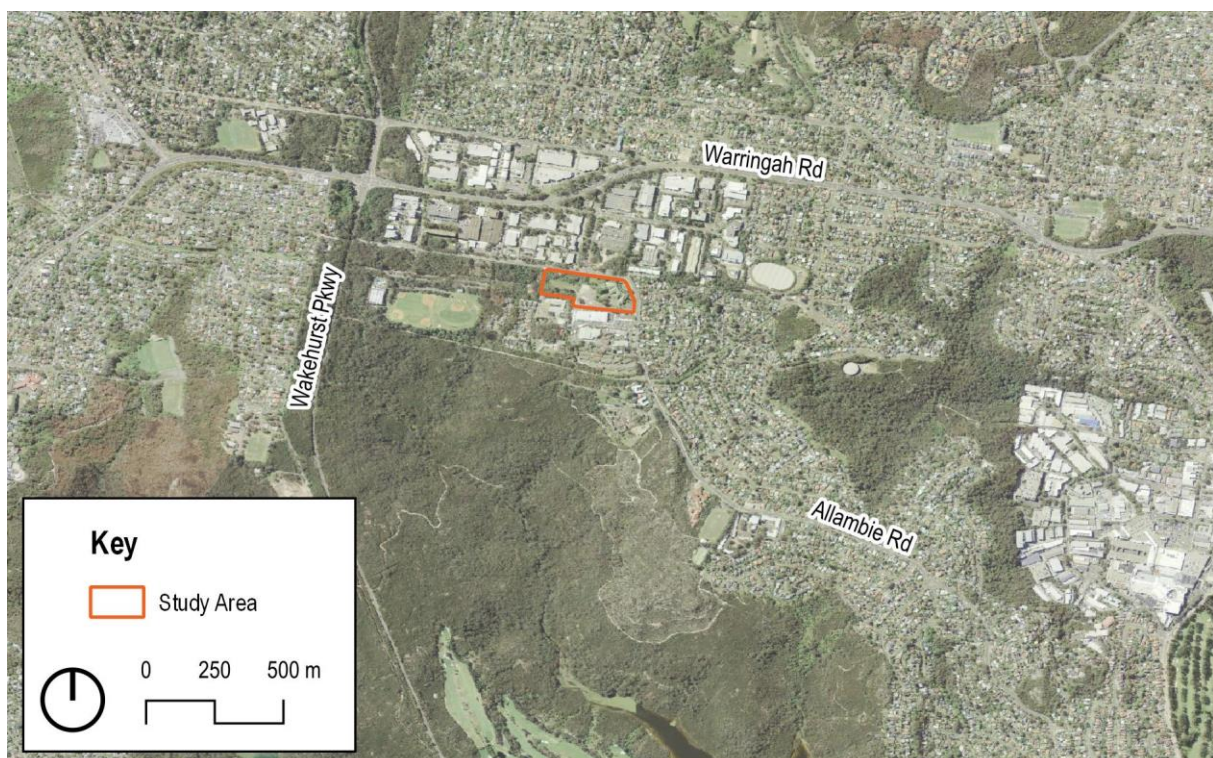 Warringah Rd
Wakehurst Pkwy
Allambie Rd
Key
Study Area
0 250 500 m